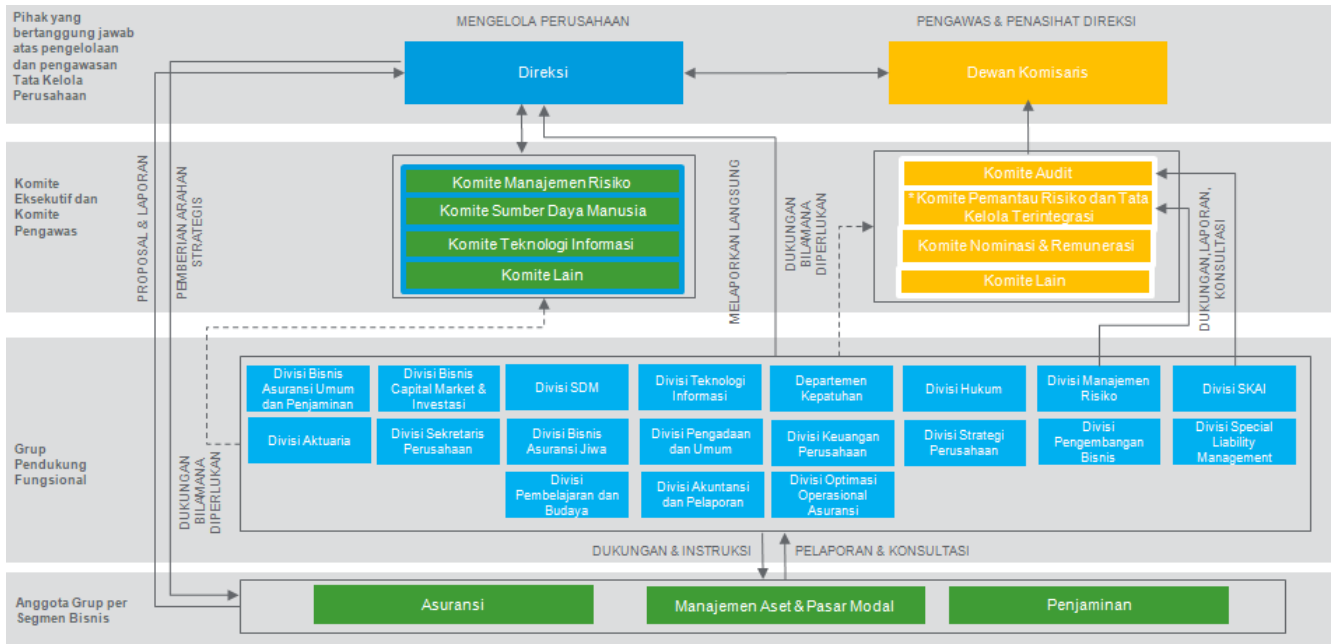 Pihak yang
bertanggung jawab
atas pengelolaan
dan pengawasan
Tata Kelola
Perusahaan
MENGELOLA PERUSAHAAN
PENGAWAS & PENASIHAT DIREKSI
Direksi
Dewan Komisaris
Komite
Eksekutif dan
Komite
Pengawas
PROPOSAL & LAPORAN
PEMBERIAN ARAHAN
STRATEGIS
Komite Manajemen Risiko
Komite Sumber Daya Manusia
Komite Teknologi Informasi
Komite Lain
MELAPORKAN LANGSUNG
DUKUNGAN
BILAMANA
DIPERLUKAN
Komite Audit
*Komite Pemantau Risiko dan Tata
Kelola Terintegrasi
Komite Nominasi & Remunerasi
Komite Lain
DUKUNGAN,LAPORAN,
KONSULTASI
Grup
Pendukung
Fungsional
DUKUNGAN
BILAMANA
DIPERLUKAN
Divisi Bisnis
Asuransi Umum
dan Penjaminan
Divisi Bisnis
Capital Market &
Investasi
Divisi SDM
Divisi Teknologi
Informasi
Departemen
Kepatuhan
Divisi Hukum
Divisi Manajemen
Risiko
Divisi SKAI
Divisi Aktuaria
Divisi Sekretaris
Perusahaan
Divisi Bisnis
Asuransi Jiwa
Divisi Pengadaan
dan Umum
Divisi Keuangan
Perusahaan
Divisi Strategi
Perusahaan
Divisi
Pengembangan
Bisnis
Divisi Special
Liability
Management
Divisi
Pembelajaran dan
Budaya
Divisi Akuntansi
dan Pelaporan
Divisi Optimasi
Operasional
Asuransi
DUKUNGAN & INSTRUKSI
PELAPORAN & KONSULTASI
Anggota Grup per
Segmen Bisnis
Asuransi
Manajemen Aset & Pasar Modal
Penjaminan